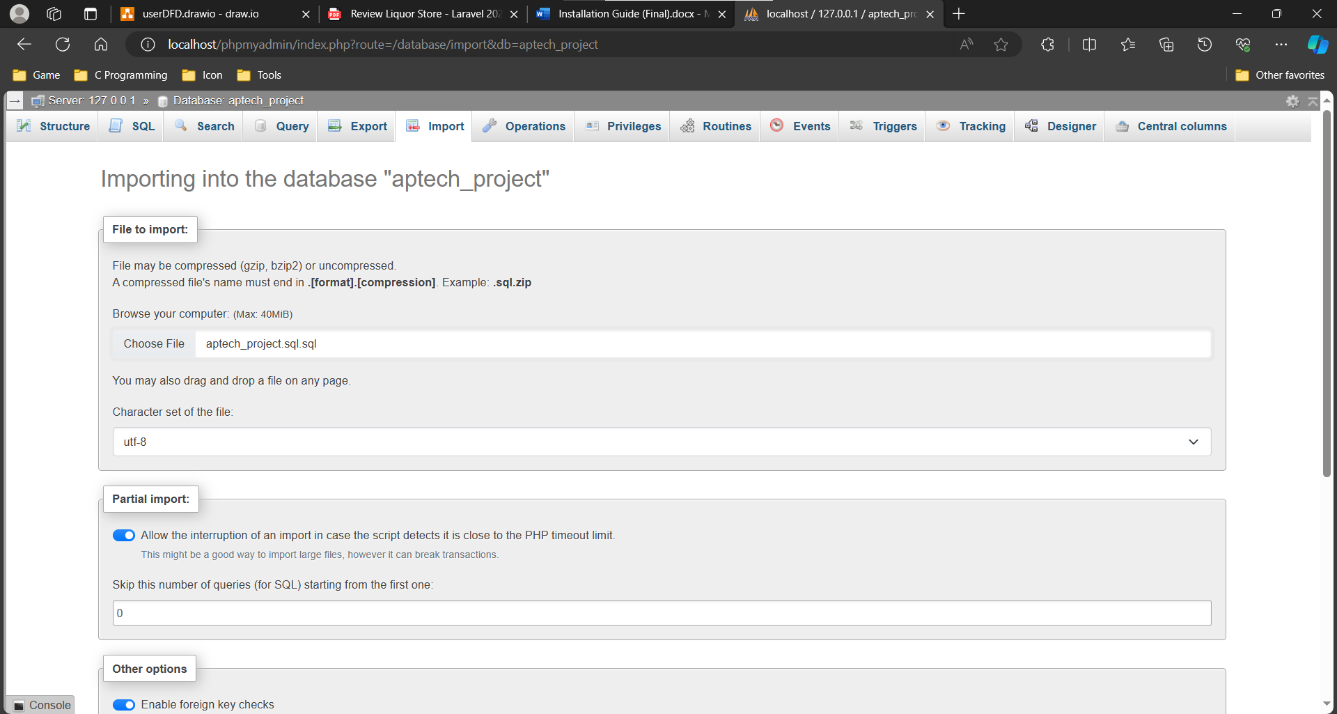 userDFD.drawio - draw.io
Review Liquor Store - Laravel 202
Installation Guide (Final).docx - M
localhost / 127.0.0.1 / aptech_pro
localhost/phpmyadmin/index.php?route=/database/import&db=aptech_project
Game
C Programming
Icon
Tools
Other favorites
Server: 127.0.0.1 » Database: aptech_project
Structure
SQL
Search
Query
Export
Import
Operations
Privileges
Routines
Events
Triggers
Tracking
Designer
Central columns
Importing into the database "aptech_project"
File to import:
File may be compressed (gzip, bzip2) or uncompressed.
A compressed file's name must end in .[format].[compression]. Example: .sql.zip
Browse your computer: (Max: 40MiB)
Choose File aptech_project.sql.sql
You may also drag and drop a file on any page.
Character set of the file:
utf-8
Partial import:
Allow the interruption of an import in case the script detects it is close to the PHP timeout limit.
This might be a good way to import large files, however it can break transactions.
Skip this number of queries (for SQL) starting from the first one:
0
Other options
Enable foreign key checks
Console